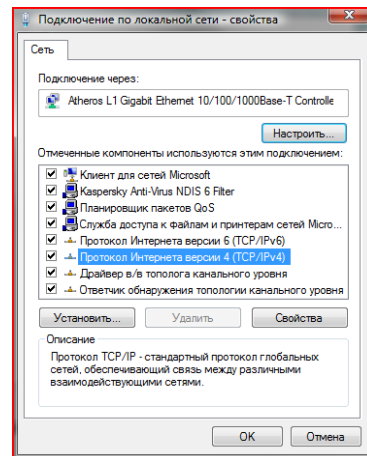 Подключение по локальной сети - свойства
Сеть
Подключение через:
Atheros L1 Gigabit Ethernet 10/100/1000Base-T Controlle
Настроить...
Отмеченные компоненты используются этим подключением:
Клиент для сетей Microsoft
Kaspersky Anti-Virus NDIS 6 Filter
Планировщик пакетов QoS
Служба доступа к файлам и принтерам сетей Micro...
Протокол Интернета версии 6 (TCP/IPv6)
Протокол Интернета версии 4 (TCP/IPv4)
Драйвер в/в тополога канального уровня
Ответчик обнаружения топологии канального уровня
Установить... Удалить Свойства
Описание
Протокол TCP/IP - стандартный протокол глобальных
сетей, обеспечивающий связь между различными
взаимодействующими сетями.
OK Отмена